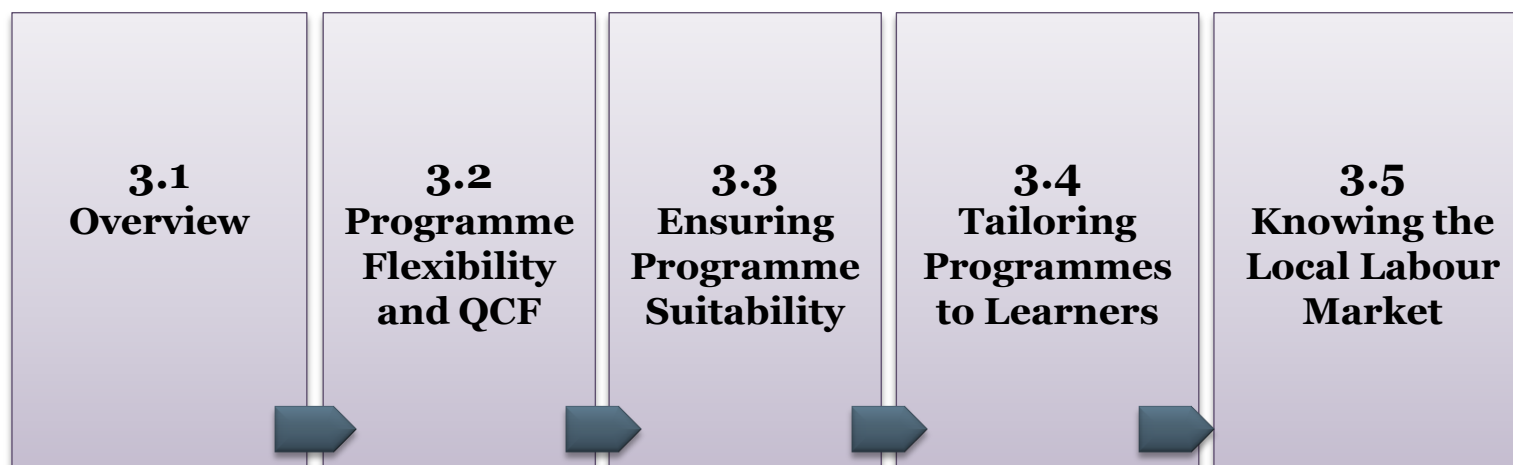 3.1
Overview
3.2
Programme
Flexibility
and QCF
3.3
Ensuring
Programme
Suitability
3.4
Tailoring
Programmes
to Learners
3.5
Knowing the
Local Labour
Market